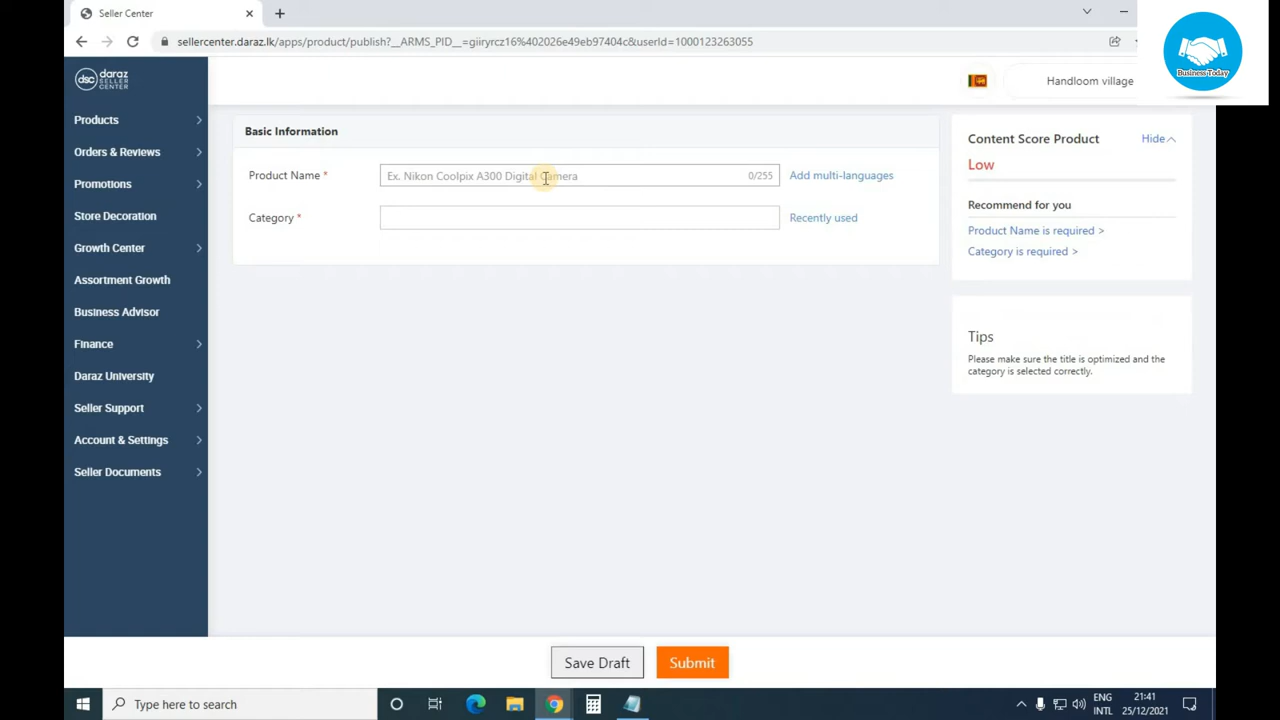 Seller Center
sellercenter.daraz.lk/apps/product/publish?__ARMS_PID__=giiryrcz16%402026e49eb97404c&userId=1000123263055
Business Today
dsc daraz SELLER CENTER
Handloom village
Products
Orders & Reviews
Promotions
Store Decoration
Growth Center
Assortment Growth
Business Advisor
Finance
Daraz University
Seller Support
Account & Settings
Seller Documents
Basic Information
Product Name *
Ex. Nikon Coolpix A300 Digital Camera
0/255
Add multi-languages
Category *
Recently used
Content Score Product
Hide
Low
Recommend for you
Product Name is required >
Category is required >
Tips
Please make sure the title is optimized and the
category is selected correctly.
Save Draft
Submit
Type here to search
ENG
INTL
21:41
25/12/2021